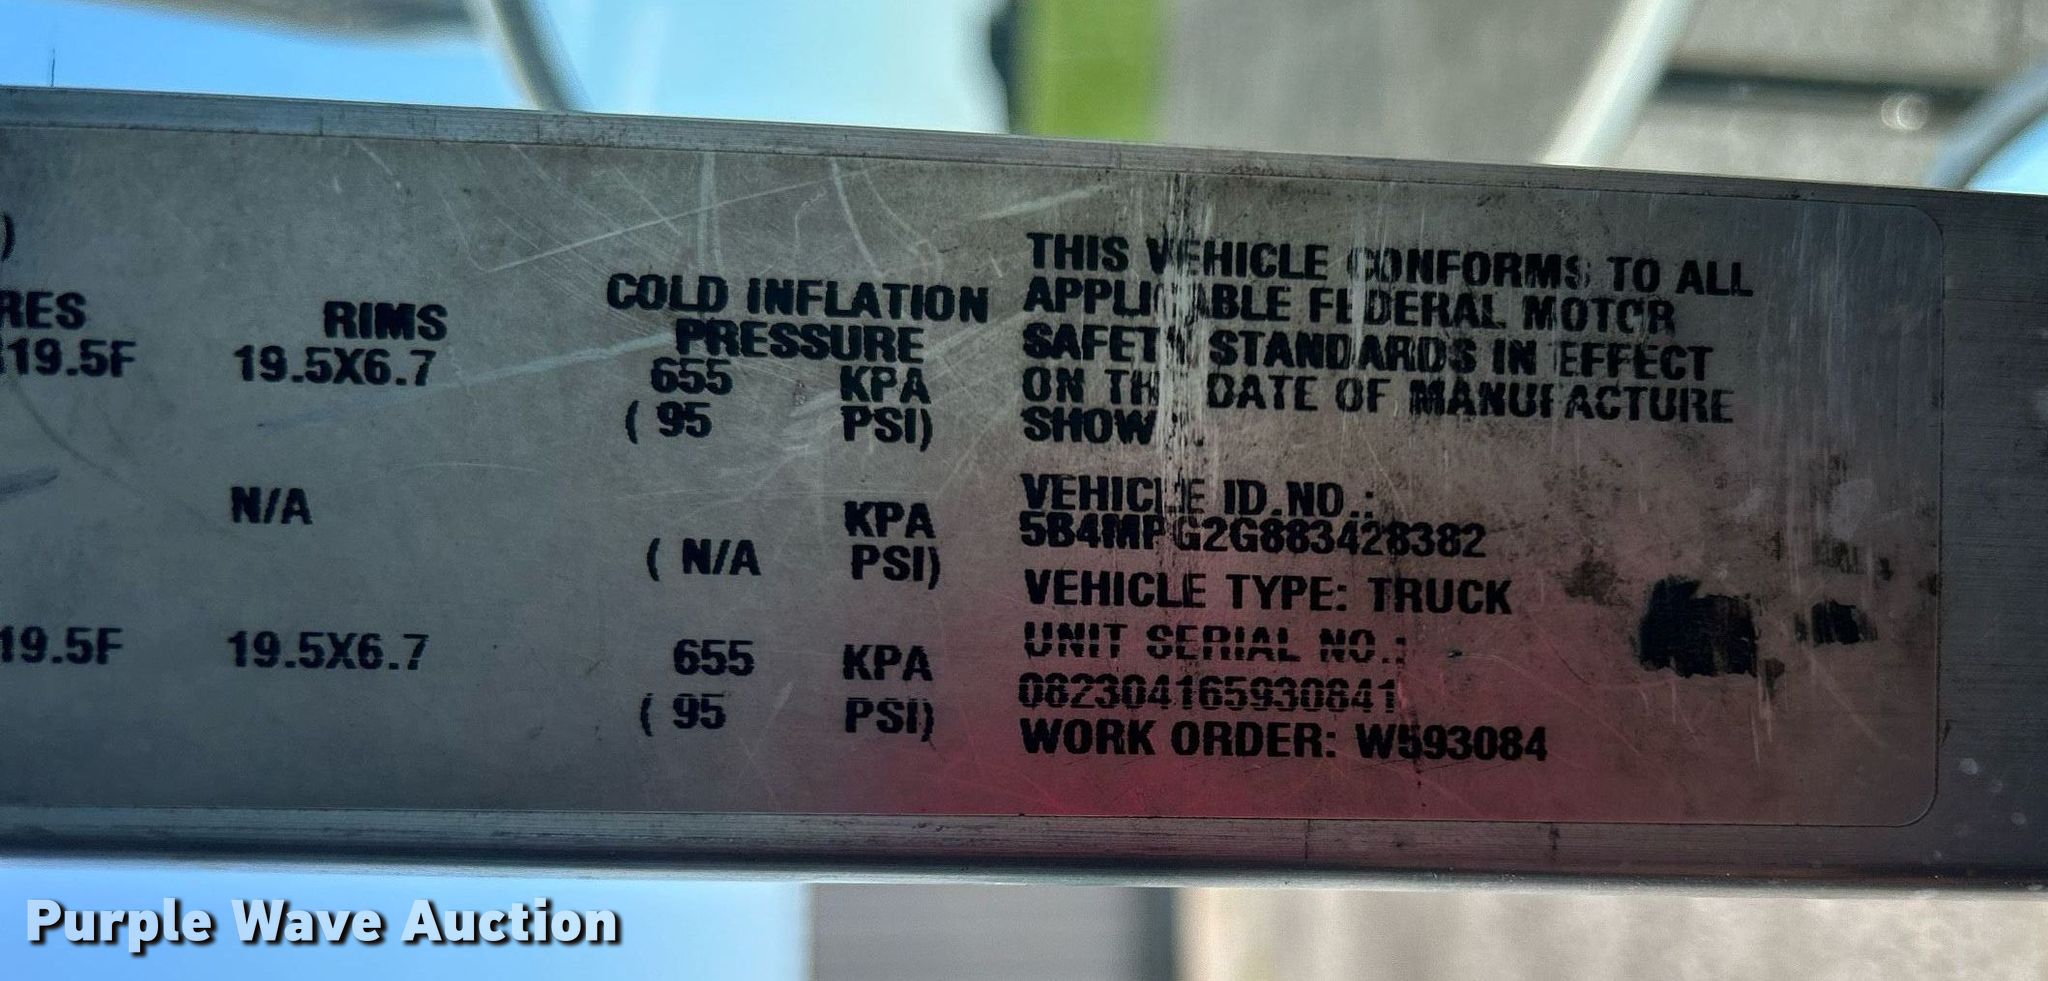 )
RES RIMS COLD INFLATION PRESSURE
19.5F 19.5X6.7 655 KPA
( 95 PSI)
N/A KPA
( N/A PSI)
19.5F 19.5X6.7 655 KPA
( 95 PSI)
THIS VEHICLE CONFORMS TO ALL
APPLICABLE FEDERAL MOTOR
SAFETY STANDARDS IN EFFECT
ON THE DATE OF MANUFACTURE
SHOWN.
VEHICLE ID.NO.:
5B4MPG2G883428382
VEHICLE TYPE: TRUCK
UNIT SERIAL NO.:
082304165930841
WORK ORDER: W593084
Purple Wave Auction